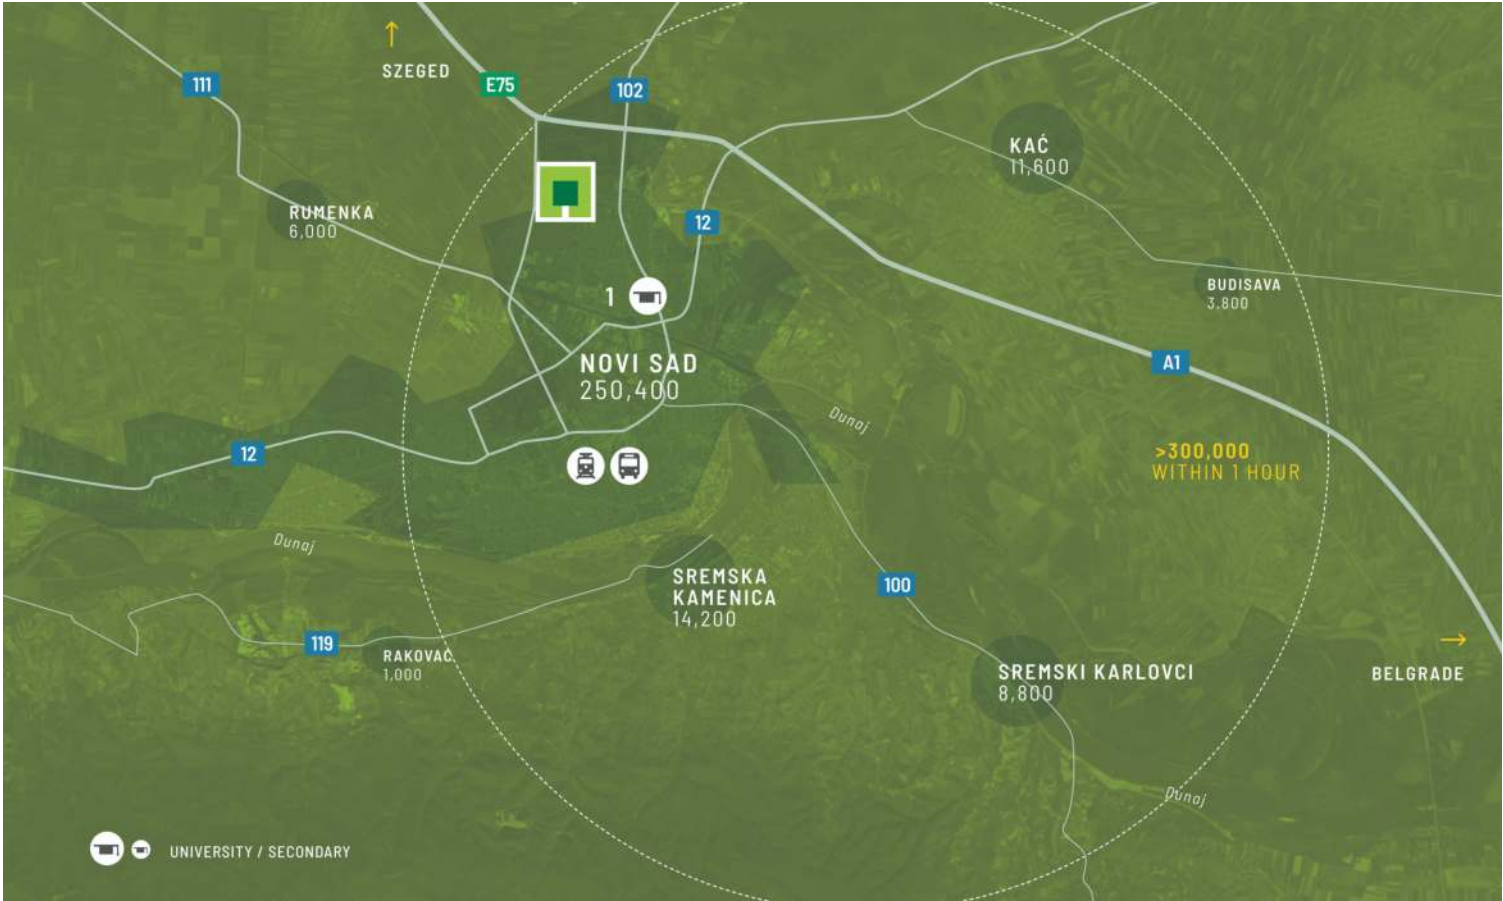 SZEGED
111
E75
102
KAĆ
11,600
RUMENKA
6,000
12
1
BUDISAVA
3,800
NOVI SAD
250,400
A1
Dunaj
12
>300,000
WITHIN 1 HOUR
Dunaj
SREMSKA
KAMENICA
14,200
100
119
RAKOVAC
1,000
SREMSKI KARLOVCI
8,800
BELGRADE
Dunaj
UNIVERSITY / SECONDARY